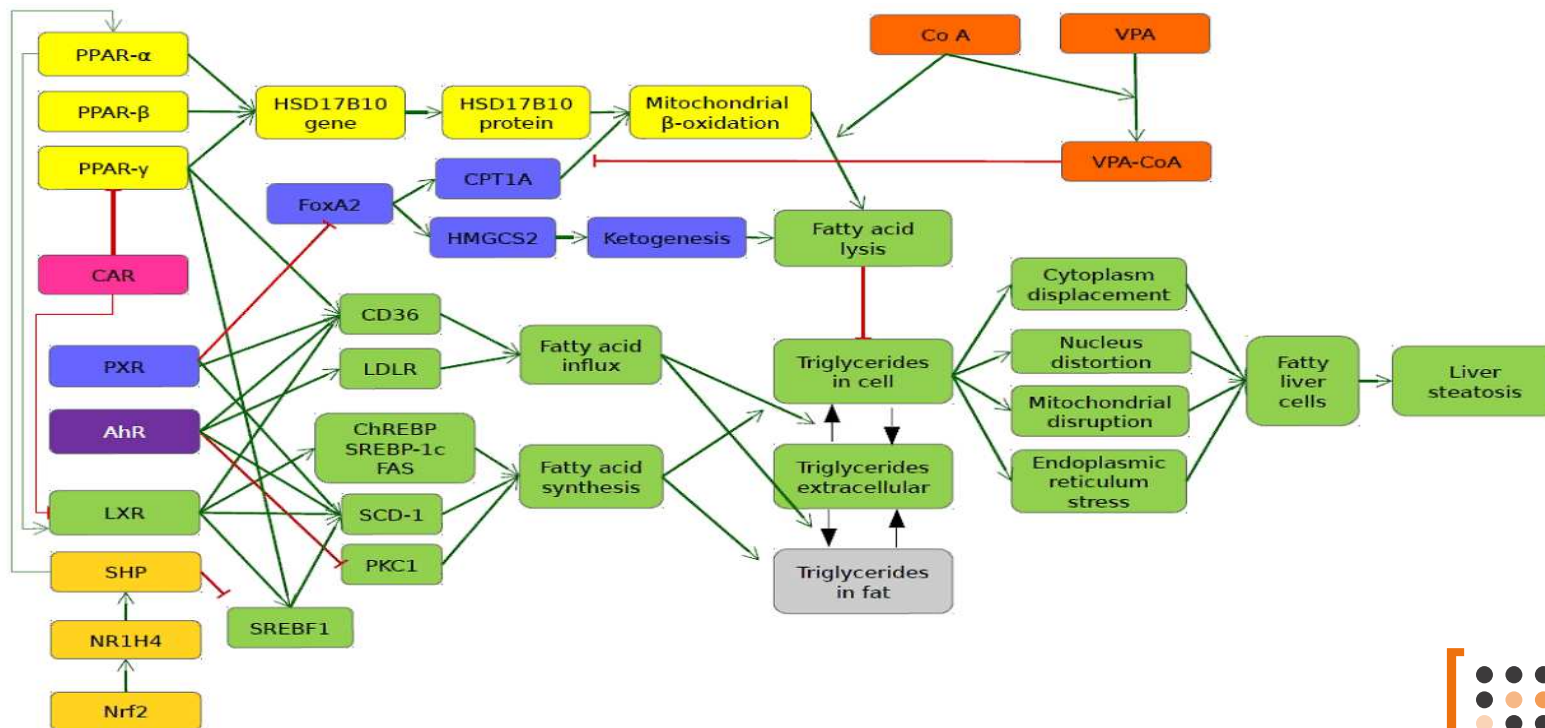 PPAR-α
PPAR-β
PPAR-γ
CAR
PXR
AhR
LXR
SHP
NR1H4
Nrf2
HSD17B10
gene
HSD17B10
protein
Mitochondrial
β-oxidation
Co A
VPA
VPA-CoA
FoxA2
CPT1A
HMGCS2
Ketogenesis
Fatty acid
lysis
CD36
LDLR
ChREBP
SREBP-1c
FAS
SCD-1
PKC1
SREBF1
Fatty acid
influx
Fatty acid
synthesis
Triglycerides
in cell
Triglycerides
extracellular
Triglycerides
in fat
Cytoplasm
displacement
Nucleus
distortion
Mitochondrial
disruption
Endoplasmic
reticulum
stress
Fatty
liver
cells
Liver
steatosis